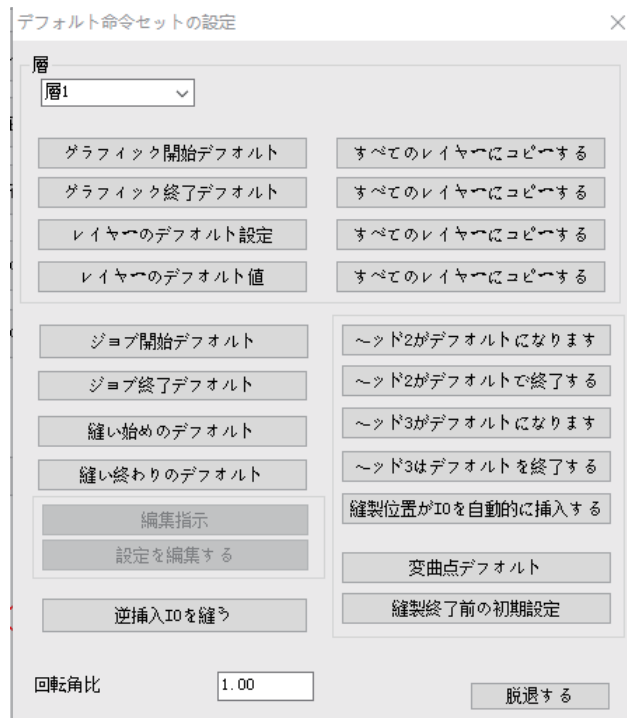 デフォルト命令セットの設定
層
層1
グラフィック開始デフォルト
すべてのレイヤーにコピーする
グラフィック終了デフォルト
すべてのレイヤーにコピーする
レイヤーのデフォルト設定
すべてのレイヤーにコピーする
レイヤーのデフォルト値
すべてのレイヤーにコピーする
ジョブ開始デフォルト
ヘッド2がデフォルトになります
ジョブ終了デフォルト
ヘッド2がデフォルトで終了する
縫い始めのデフォルト
ヘッド3がデフォルトになります
縫い終わりのデフォルト
ヘッド3はデフォルトを終了する
編集指示
縫製位置がIOを自動的に挿入する
設定を編集する
変曲点デフォルト
逆挿入IOを縫う
縫製終了前の初期設定
回転角比
1.00
脱退する